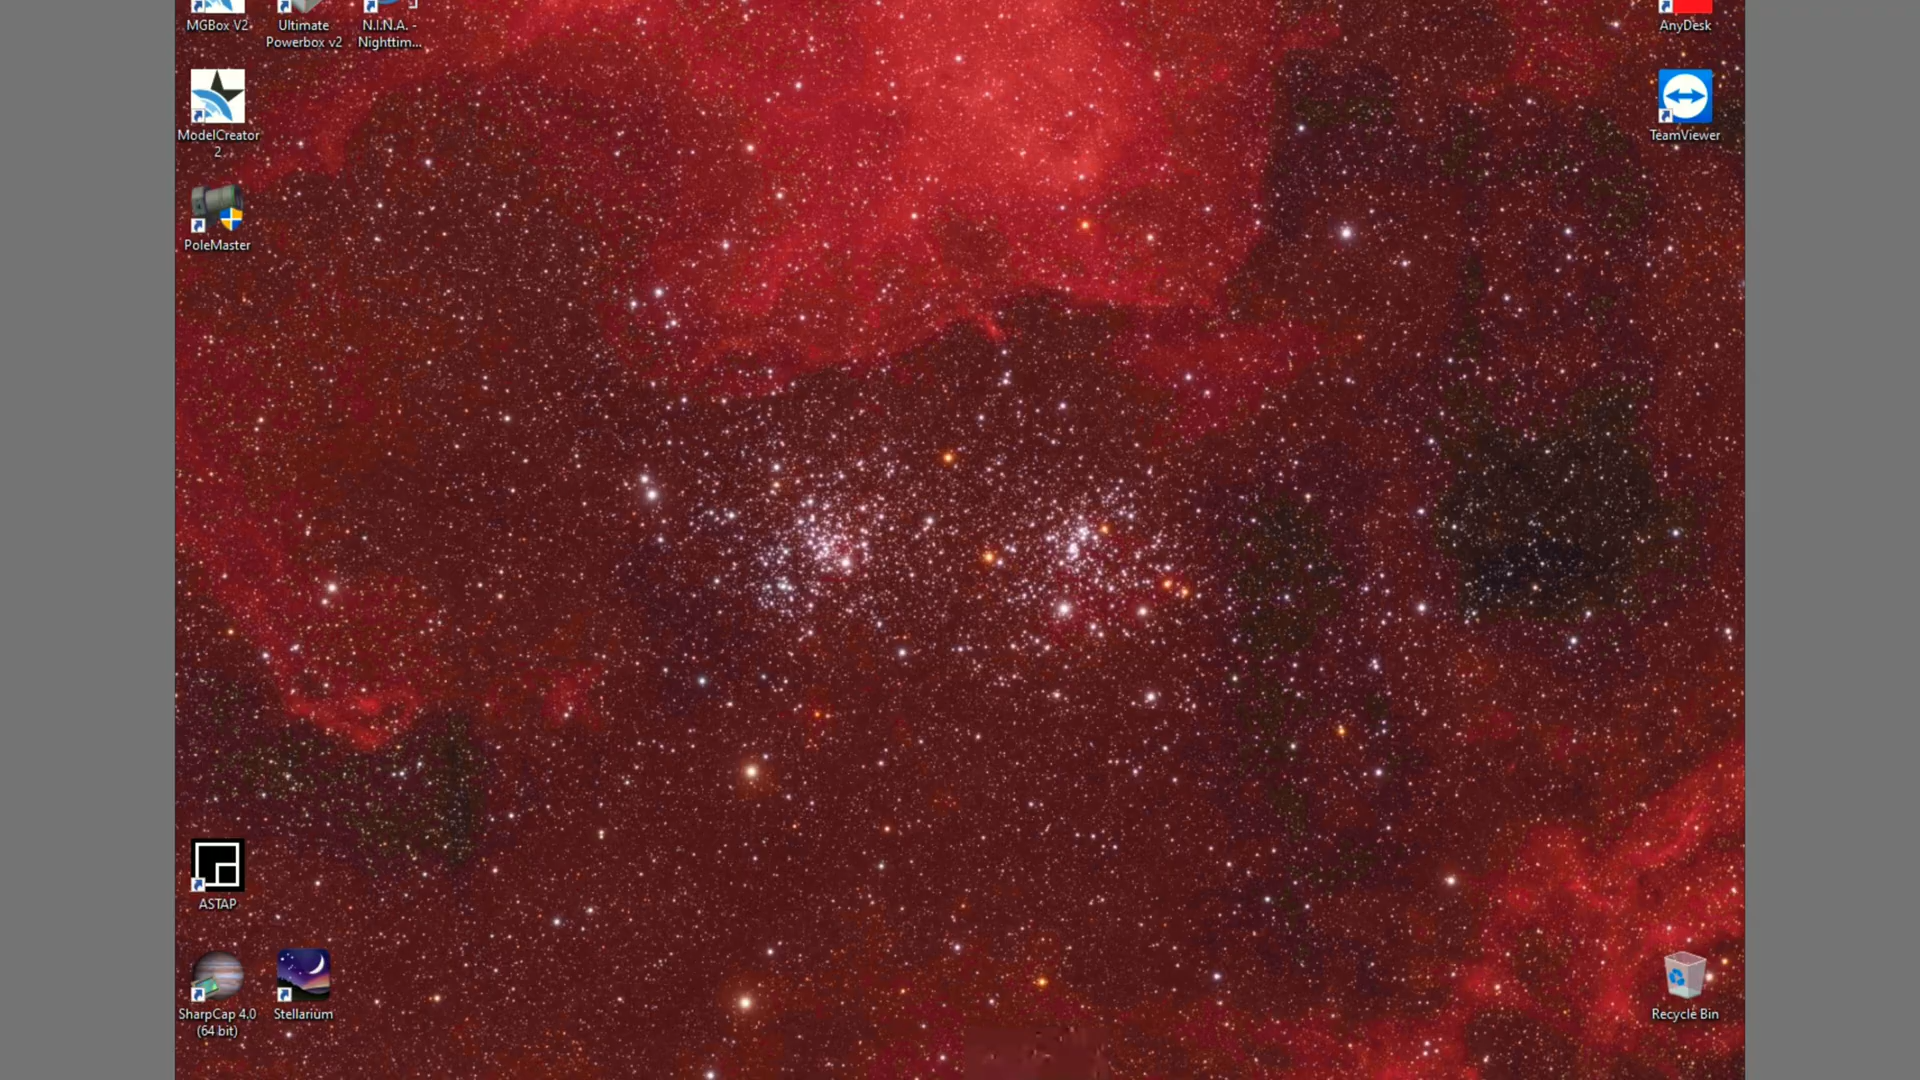 MGBox V2
Ultimate
Powerbox v2
N.I.N.A. -
Nighttim...
AnyDesk
ModelCreator
2
TeamViewer
PoleMaster
ASTAP
SharpCap 4.0
(64 bit)
Stellarium
Recycle Bin